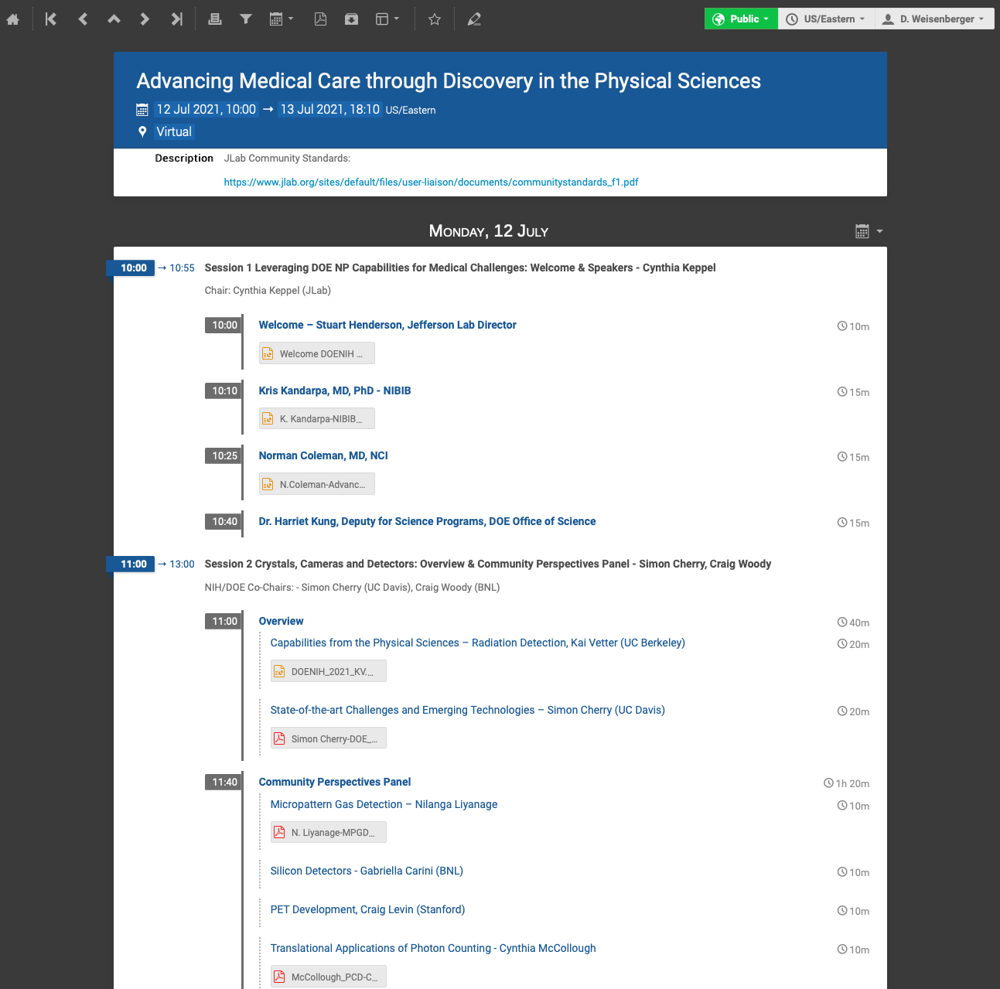 Public
US/Eastern
D. Weisenberger
Advancing Medical Care through Discovery in the Physical Sciences
12 Jul 2021, 10:00 → 13 Jul 2021, 18:10 US/Eastern
Virtual
Description JLab Community Standards:
https://www.jlab.org/sites/default/files/user-liaison/documents/communitystandards_f1.pdf
Monday, 12 July
10:00 → 10:55 Session 1 Leveraging DOE NP Capabilities for Medical Challenges: Welcome & Speakers - Cynthia Keppel
Chair: Cynthia Keppel (JLab)
10:00 Welcome – Stuart Henderson, Jefferson Lab Director 10m
Welcome DOENIH ...
10:10 Kris Kandarpa, MD, PhD - NIBIB 15m
K. Kandarpa-NIBIB_...
10:25 Norman Coleman, MD, NCI 15m
N.Coleman-Advanc...
10:40 Dr. Harriet Kung, Deputy for Science Programs, DOE Office of Science 15m
11:00 → 13:00 Session 2 Crystals, Cameras and Detectors: Overview & Community Perspectives Panel - Simon Cherry, Craig Woody
NIH/DOE Co-Chairs: - Simon Cherry (UC Davis), Craig Woody (BNL)
11:00 Overview 40m
Capabilities from the Physical Sciences – Radiation Detection, Kai Vetter (UC Berkeley) 20m
DOENIH_2021_KV....
State-of-the-art Challenges and Emerging Technologies – Simon Cherry (UC Davis) 20m
Simon Cherry-DOE_...
11:40 Community Perspectives Panel 1h 20m
Micropattern Gas Detection – Nilanga Liyanage 10m
N. Liyanage-MPGD_...
Silicon Detectors - Gabriella Carini (BNL) 10m
PET Development, Craig Levin (Stanford) 10m
Translational Applications of Photon Counting - Cynthia McCollough 10m
McCollough_PCD-C...